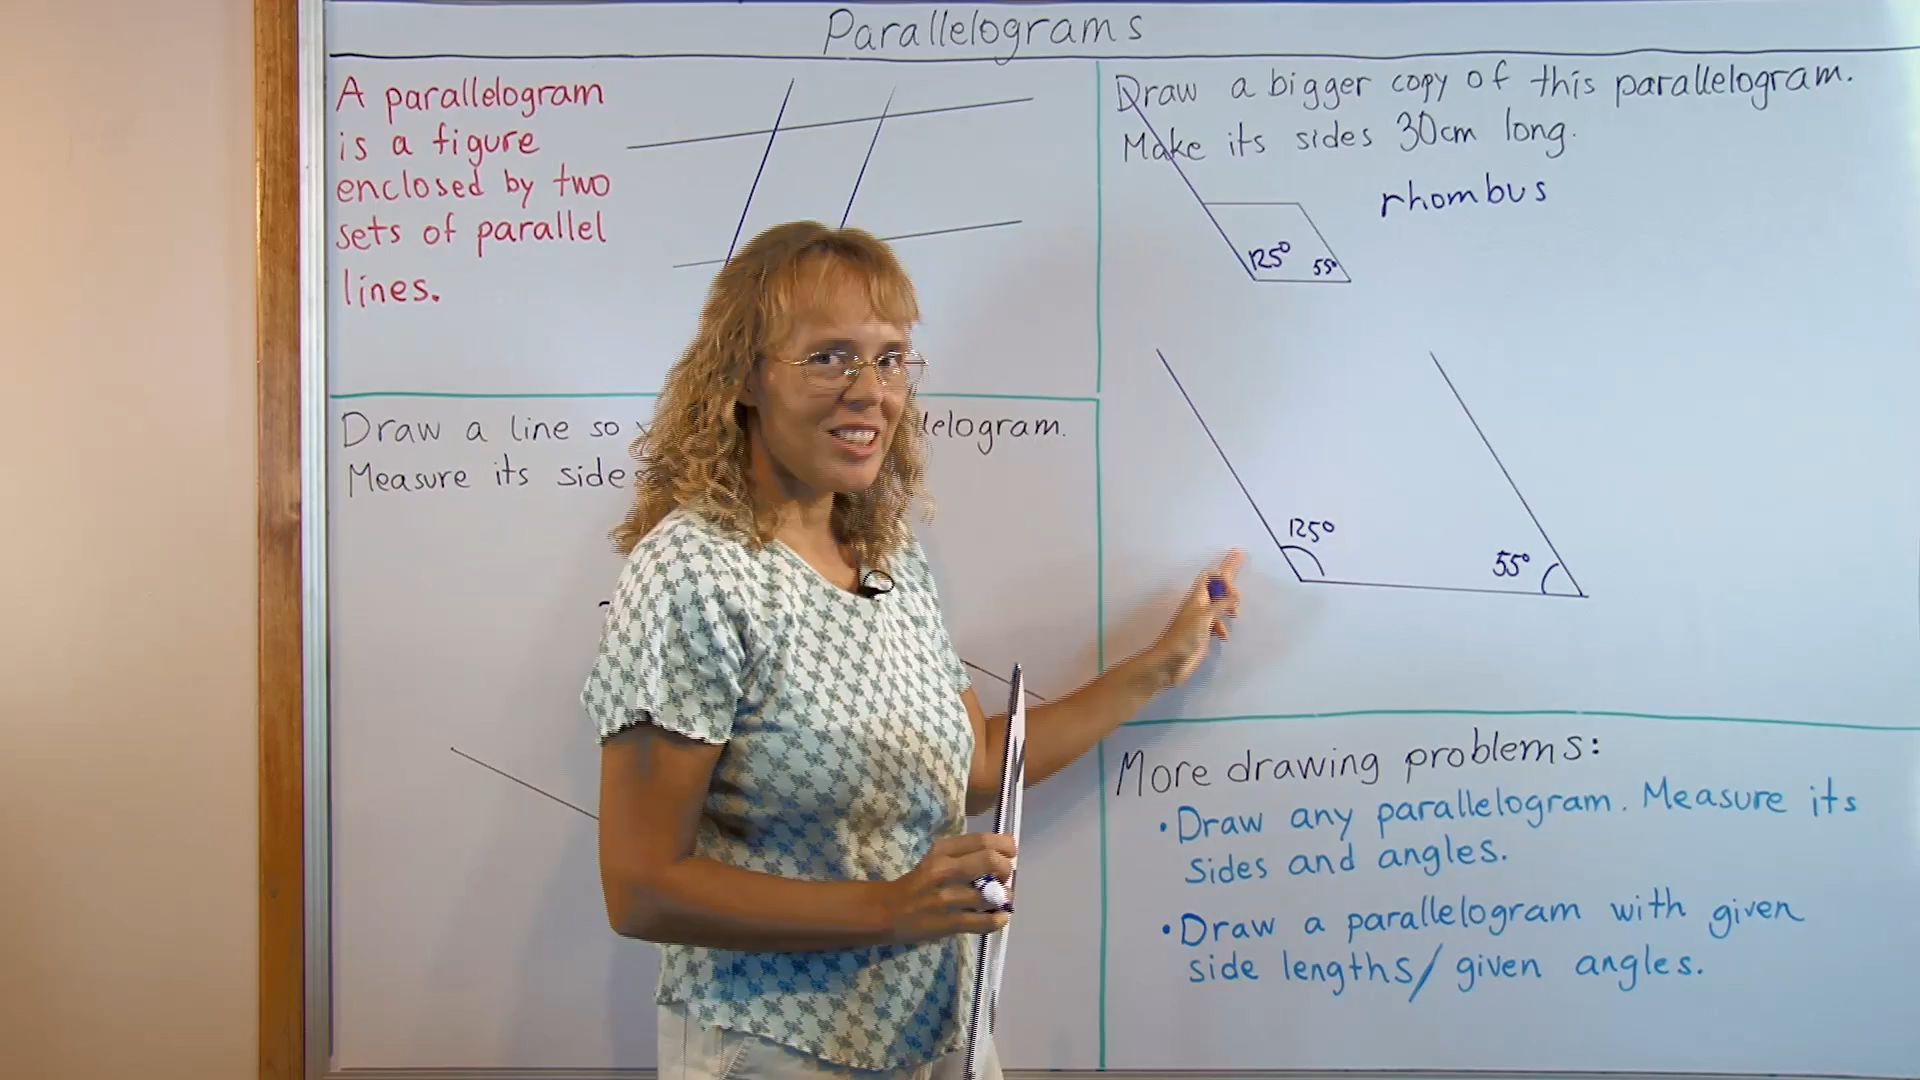 Parallelograms
A parallelogram
is a figure
enclosed by two
sets of parallel
lines.
Draw a bigger copy of this parallelogram.
Make its sides 30cm long.
rhombus
125° 55°
125°
55°
Draw a line so
Measure its side
More drawing problems:
• Draw any parallelogram. Measure its
sides and angles.
• Draw a parallelogram with given
side lengths/given angles.